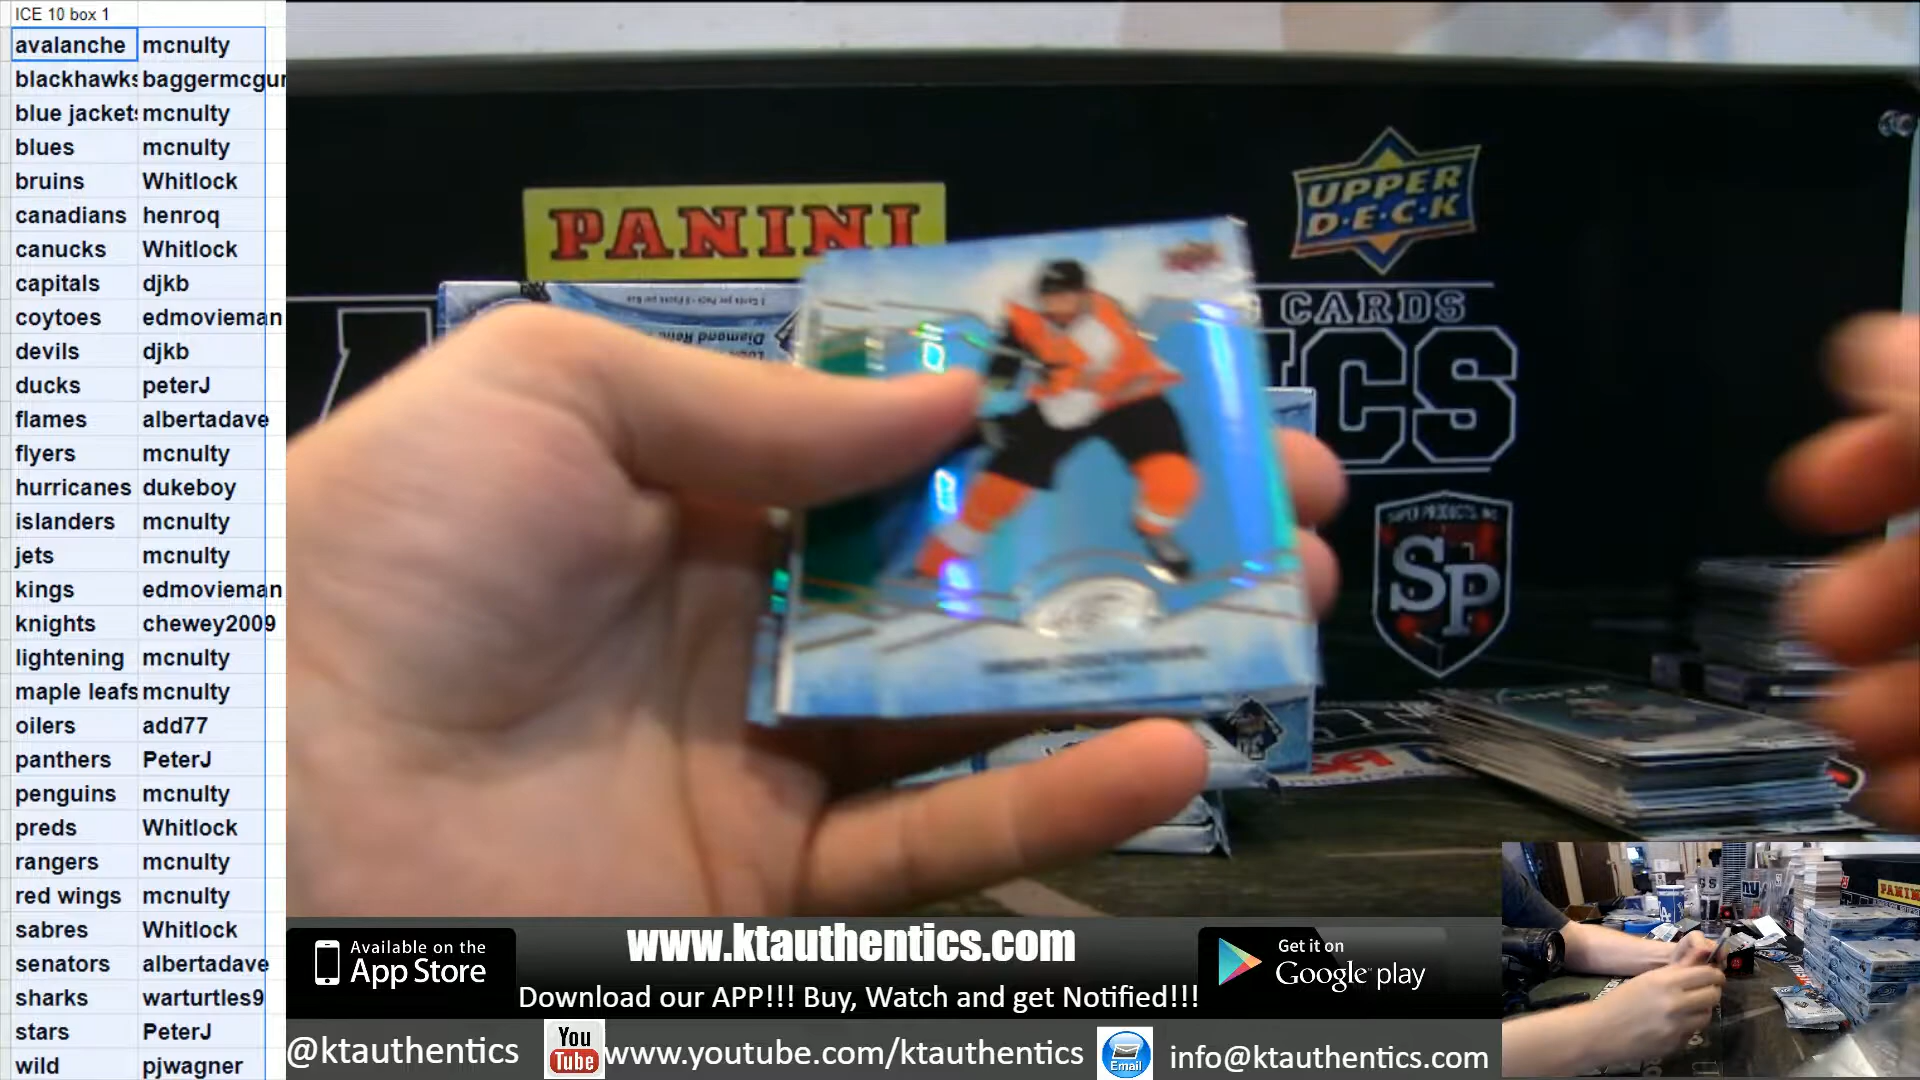 ICE 10 box 1
avalanche mcnulty
blackhawks baggermcgur
blue jackets mcnulty
blues mcnulty
bruins Whitlock
canadians henroq
canucks Whitlock
capitals djkb
coytoes edmovieman
devils djkb
ducks peterJ
flames albertadave
flyers mcnulty
hurricanes dukeboy
islanders mcnulty
jets mcnulty
kings edmovieman
knights chewey2009
lightening mcnulty
maple leafs mcnulty
oilers add77
panthers PeterJ
penguins mcnulty
preds Whitlock
rangers mcnulty
red wings mcnulty
sabres Whitlock
senators albertadave
sharks warturtles9
stars PeterJ
wild pjwagner
PANINI
UPPER
D·E·C·K
CARDS
ICS
SP
Available on the
App Store
www.ktauthentics.com
Get it on
Google play
Download our APP!!! Buy, Watch and get Notified!!!
@ktauthentics
You
Tube
www.youtube.com/ktauthentics
Email
info@ktauthentics.com
PANINI